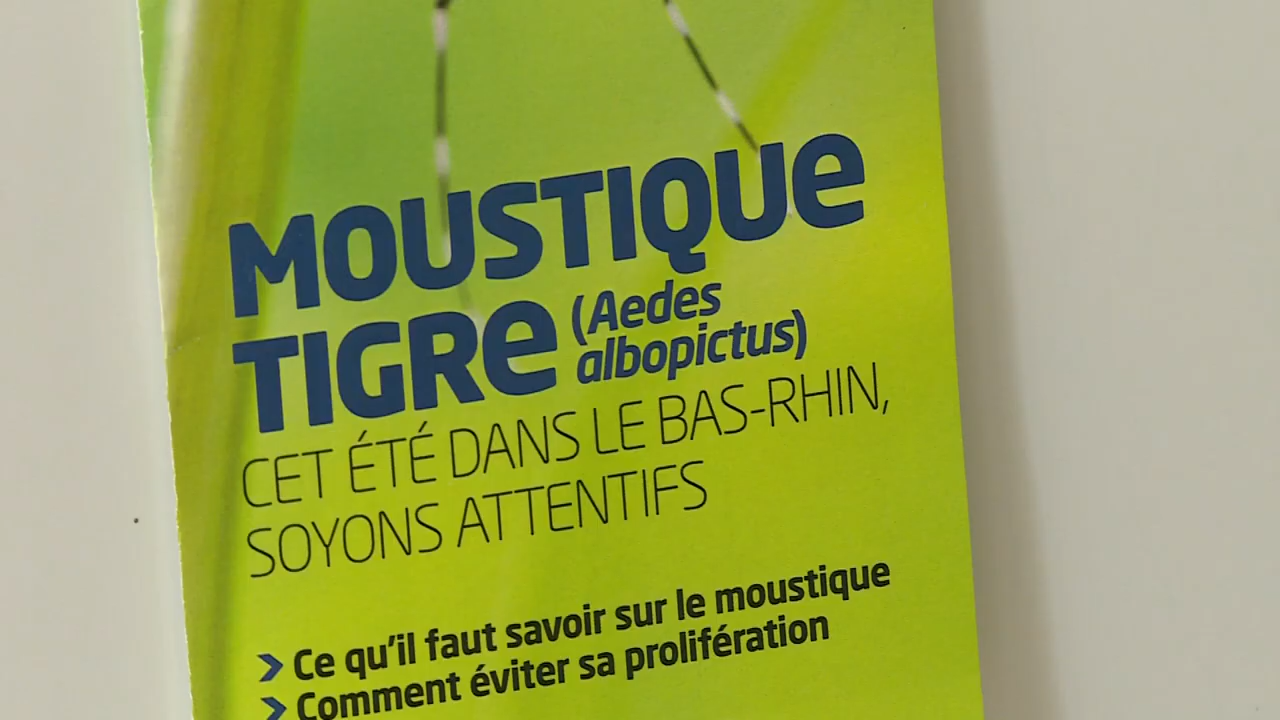 MOUSTIQUe
TIGRe (Aedes
albopictus)
CET ÉTÉ DANS LE BAS-RHIN,
SOYONS ATTENTIFS
> Ce qu'il faut savoir sur le moustique
> Comment éviter sa prolifération